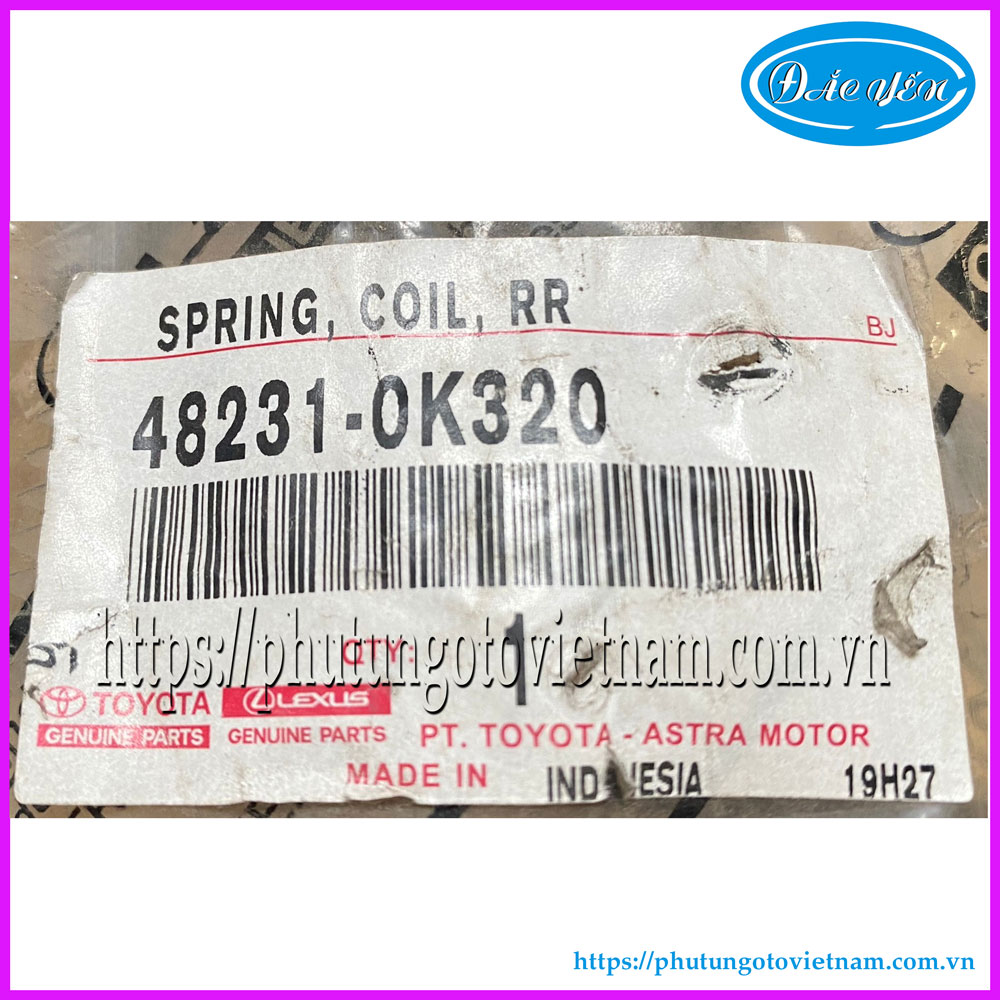 ĐẮC YẾN
SPRING, COIL, RR
BJ
48231-0K320
https://phutungotovietnam.com.vn
QTY: 1
TOYOTA LEXUS
GENUINE PARTS GENUINE PARTS PT. TOYOTA - ASTRA MOTOR
MADE IN INDONESIA 19H27
https://phutungotovietnam.com.vn